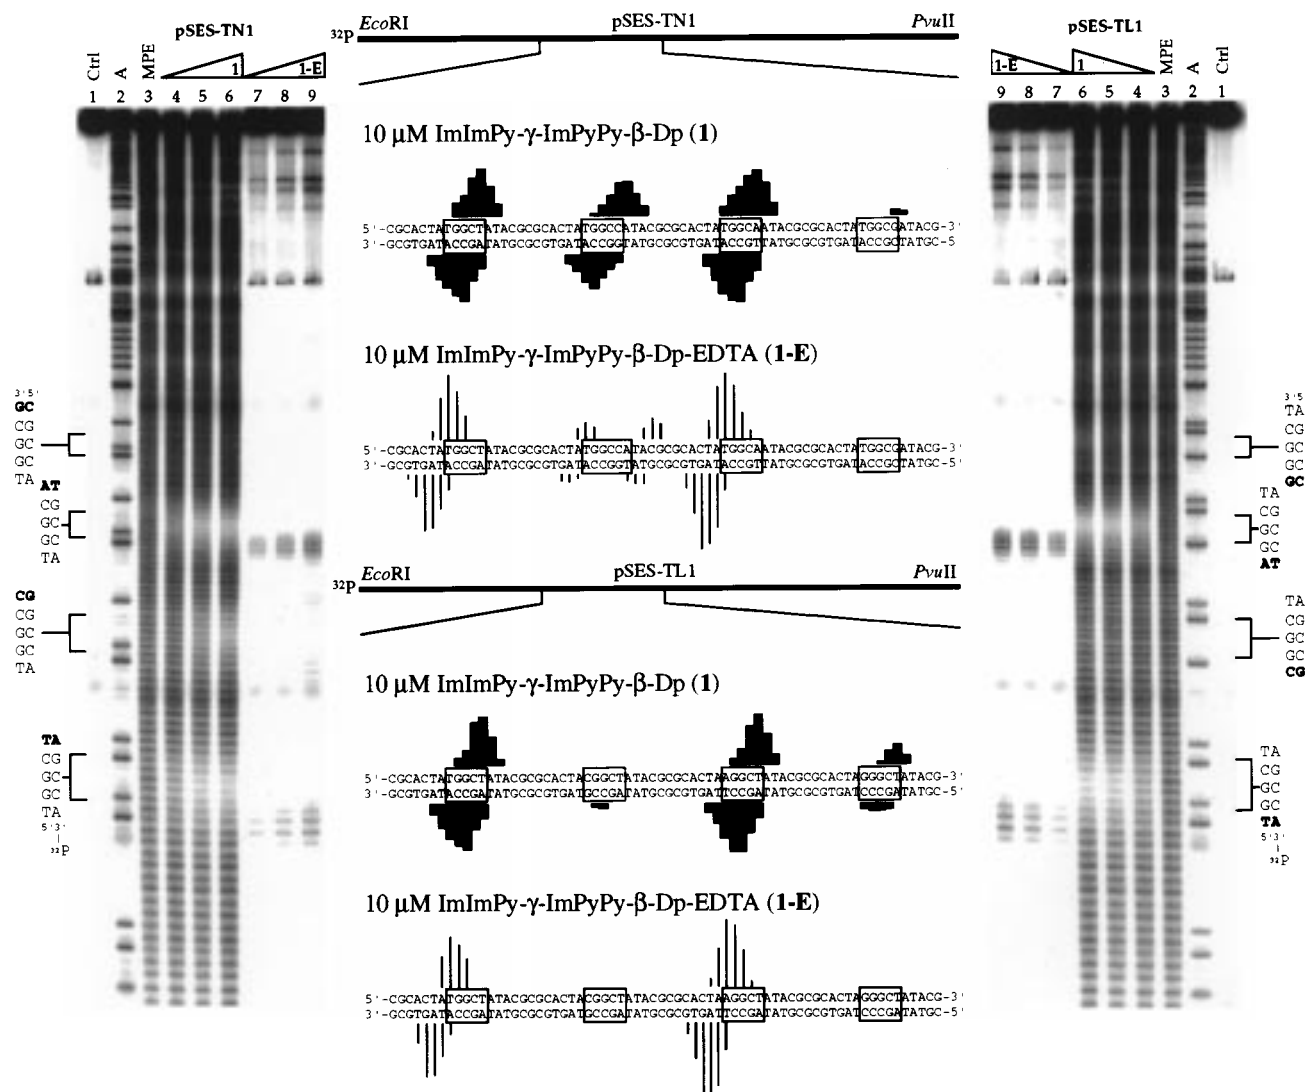 pSES-TN1
Ctrl A MPE 1 1-E
1 2 3 4 5 6 7 8 9
3' 5'
GC
CG
GC
GC
TA
AT
CG
GC
GC
TA
CG
CG
GC
GC
TA
TA
CG
GC
GC
TA
5' 3'
32P
EcoRI pSES-TN1 PvuII
32P
10 μM ImImPy-γ-ImPyPy-β-Dp (1)
5'-CGCACTATGGCTATACGCGCACTATGGCCATACGCGCACTATGGCAATACGCGCACTATGGCGATACG-3'
3'-GCGTGATACCGATATGCGCGTGATACCGGTATGCGCGTGATACCGTTATGCGCGTGATACCGCTATGC-5
10 μM ImImPy-γ-ImPyPy-β-Dp-EDTA (1-E)
5'-CGCACTATGGCTATACGCGCACTATGGCCATACGCGCACTATGGCAATACGCGCACTATGGCGATACG-3'
3'-GCGTGATACCGATATGCGCGTGATACCGGTATGCGCGTGATACCGTTATGCGCGTGATACCGCTATGC-5'
EcoRI pSES-TL1 PvuII
32P
10 μM ImImPy-γ-ImPyPy-β-Dp (1)
5'-CGCACTATGGCTATACGCGCACTACGGCTATACGCGCACTAAGGCTATACGCGCACTAGGGCTATACG-3'
3'-GCGTGATACCGATATGCGCGTGATGCCGATATGCGCGTGATTCCGATATGCGCGTGATCCCGATATGC-5'
10 μM ImImPy-γ-ImPyPy-β-Dp-EDTA (1-E)
5'-CGCACTATGGCTATACGCGCACTACGGCTATACGCGCACTAAGGCTATACGCGCACTAGGGCTATACG-3'
3'-GCGTGATACCGATATGCGCGTGATGCCGATATGCGCGTGATTCCGATATGCGCGTGATCCCGATATGC-5'
pSES-TL1
1-E 1 MPE A Ctrl
9 8 7 6 5 4 3 2 1
3' 5
TA
CG
GC
GC
GC
TA
CG
GC
GC
AT
TA
CG
GC
GC
CG
TA
CG
GC
GC
TA
5' 3'
32P